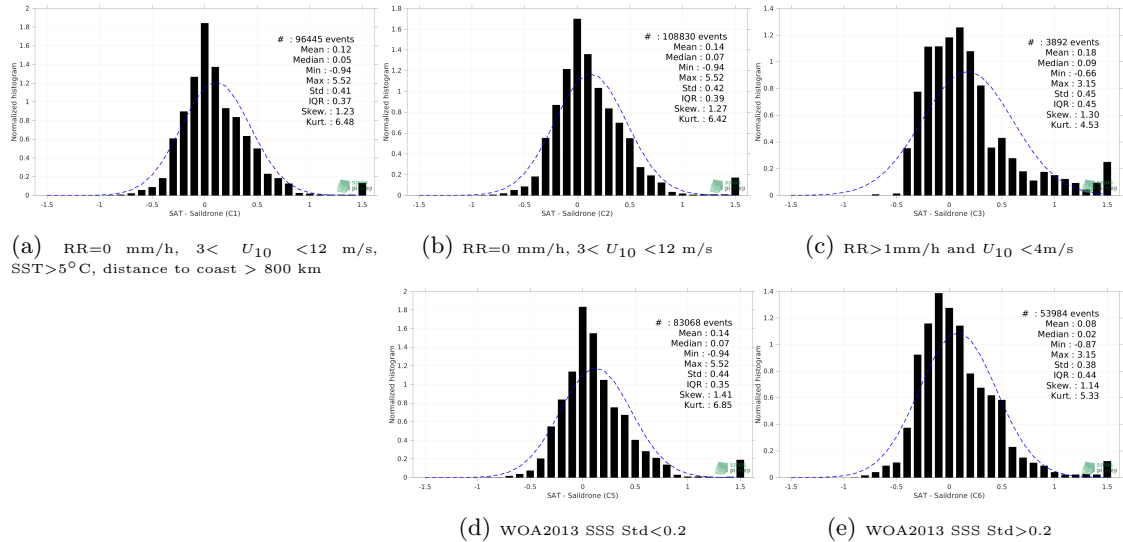 2
1.8
1.6
1.4
1.2
1
0.8
0.6
0.4
0.2
0
Normalized histogram
# : 96445 events
Mean : 0.12
Median : 0.05
Min : -0.94
Max : 5.52
Std : 0.41
IQR : 0.37
Skew. : 1.23
Kurt. : 6.48
-1.5 -1 -0.5 0 0.5 1 1.5
SAT - Saildrone (C1)
(a) RR=0 mm/h, 3< U10 <12 m/s,
SST>5°C, distance to coast > 800 km
1.8
1.6
1.4
1.2
1
0.8
0.6
0.4
0.2
0
Normalized histogram
# : 108830 events
Mean : 0.14
Median : 0.07
Min : -0.94
Max : 5.52
Std : 0.42
IQR : 0.39
Skew. : 1.27
Kurt. : 6.42
-1.5 -1 -0.5 0 0.5 1 1.5
SAT - Saildrone (C2)
(b) RR=0 mm/h, 3< U10 <12 m/s
1.4
1.2
1
0.8
0.6
0.4
0.2
0
Normalized histogram
# : 3892 events
Mean : 0.18
Median : 0.09
Min : -0.66
Max : 3.15
Std : 0.45
IQR : 0.45
Skew. : 1.30
Kurt. : 4.53
-1.5 -1 -0.5 0 0.5 1 1.5
SAT - Saildrone (C3)
(c) RR>1mm/h and U10 <4m/s
2
1.8
1.6
1.4
1.2
1
0.8
0.6
0.4
0.2
0
Normalized histogram
# : 83068 events
Mean : 0.14
Median : 0.07
Min : -0.94
Max : 5.52
Std : 0.44
IQR : 0.35
Skew. : 1.41
Kurt. : 6.85
-1.5 -1 -0.5 0 0.5 1 1.5
SAT - Saildrone (C5)
(d) WOA2013 SSS Std<0.2
1.4
1.2
1
0.8
0.6
0.4
0.2
0
Normalized histogram
# : 53984 events
Mean : 0.08
Median : 0.02
Min : -0.87
Max : 3.15
Std : 0.38
IQR : 0.44
Skew. : 1.14
Kurt. : 5.33
-1.5 -1 -0.5 0 0.5 1 1.5
SAT - Saildrone (C6)
(e) WOA2013 SSS Std>0.2